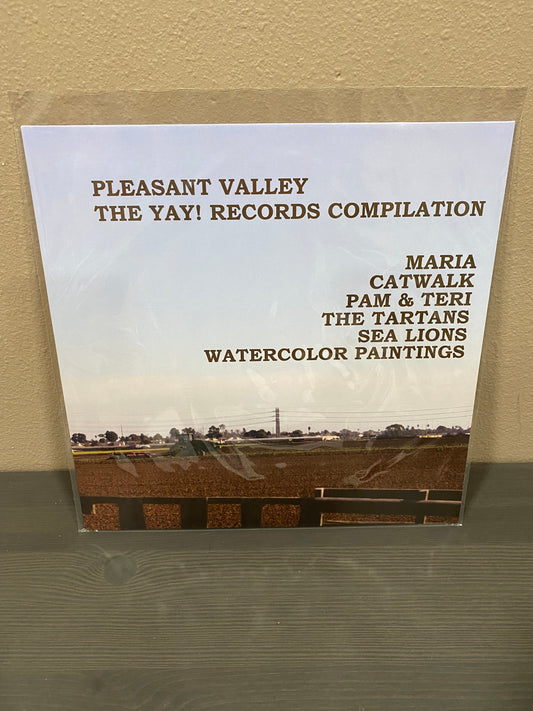 PLEASANT VALLEY
THE YAY! RECORDS COMPILATION
MARIA
CATWALK
PAM & TERI
THE TARTANS
SEA LIONS
WATERCOLOR PAINTINGS